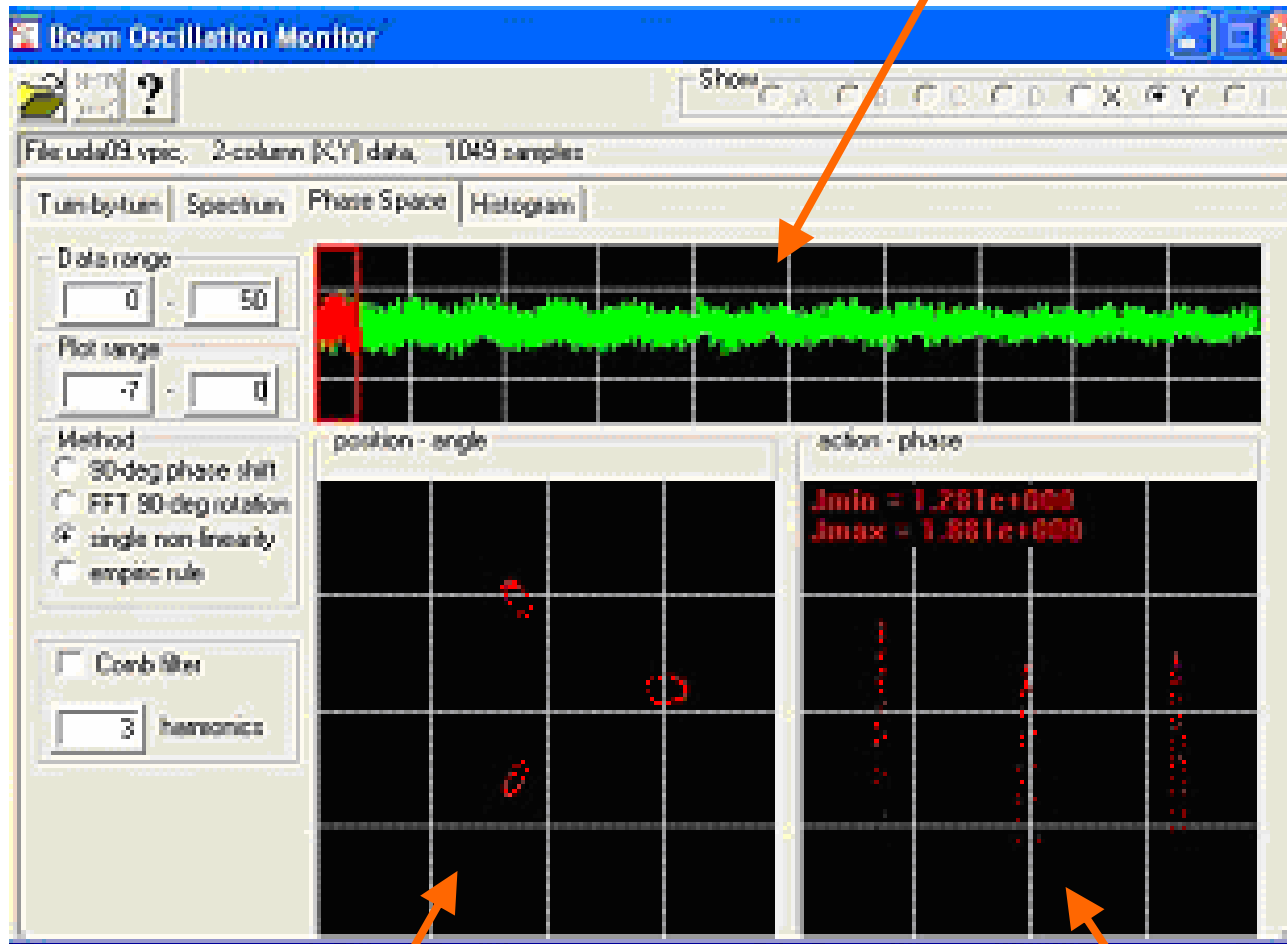 Beam Oscillation Monitor
?
Show A B C D X Y
File: uda09.vpic, 2-column [X,Y] data, 1049 samples
Turn-by-turn Spectrum Phase Space Histogram
Data range
0 - 50
Plot range
-7 - 0
Method
90-deg phase shift
FFT 90-deg rotation
single non-linearity
empiric rule
Comb filter
3 harmonics
position - angle
action - phase
Jmin = 1.281e+000
Jmax = 1.881e+000